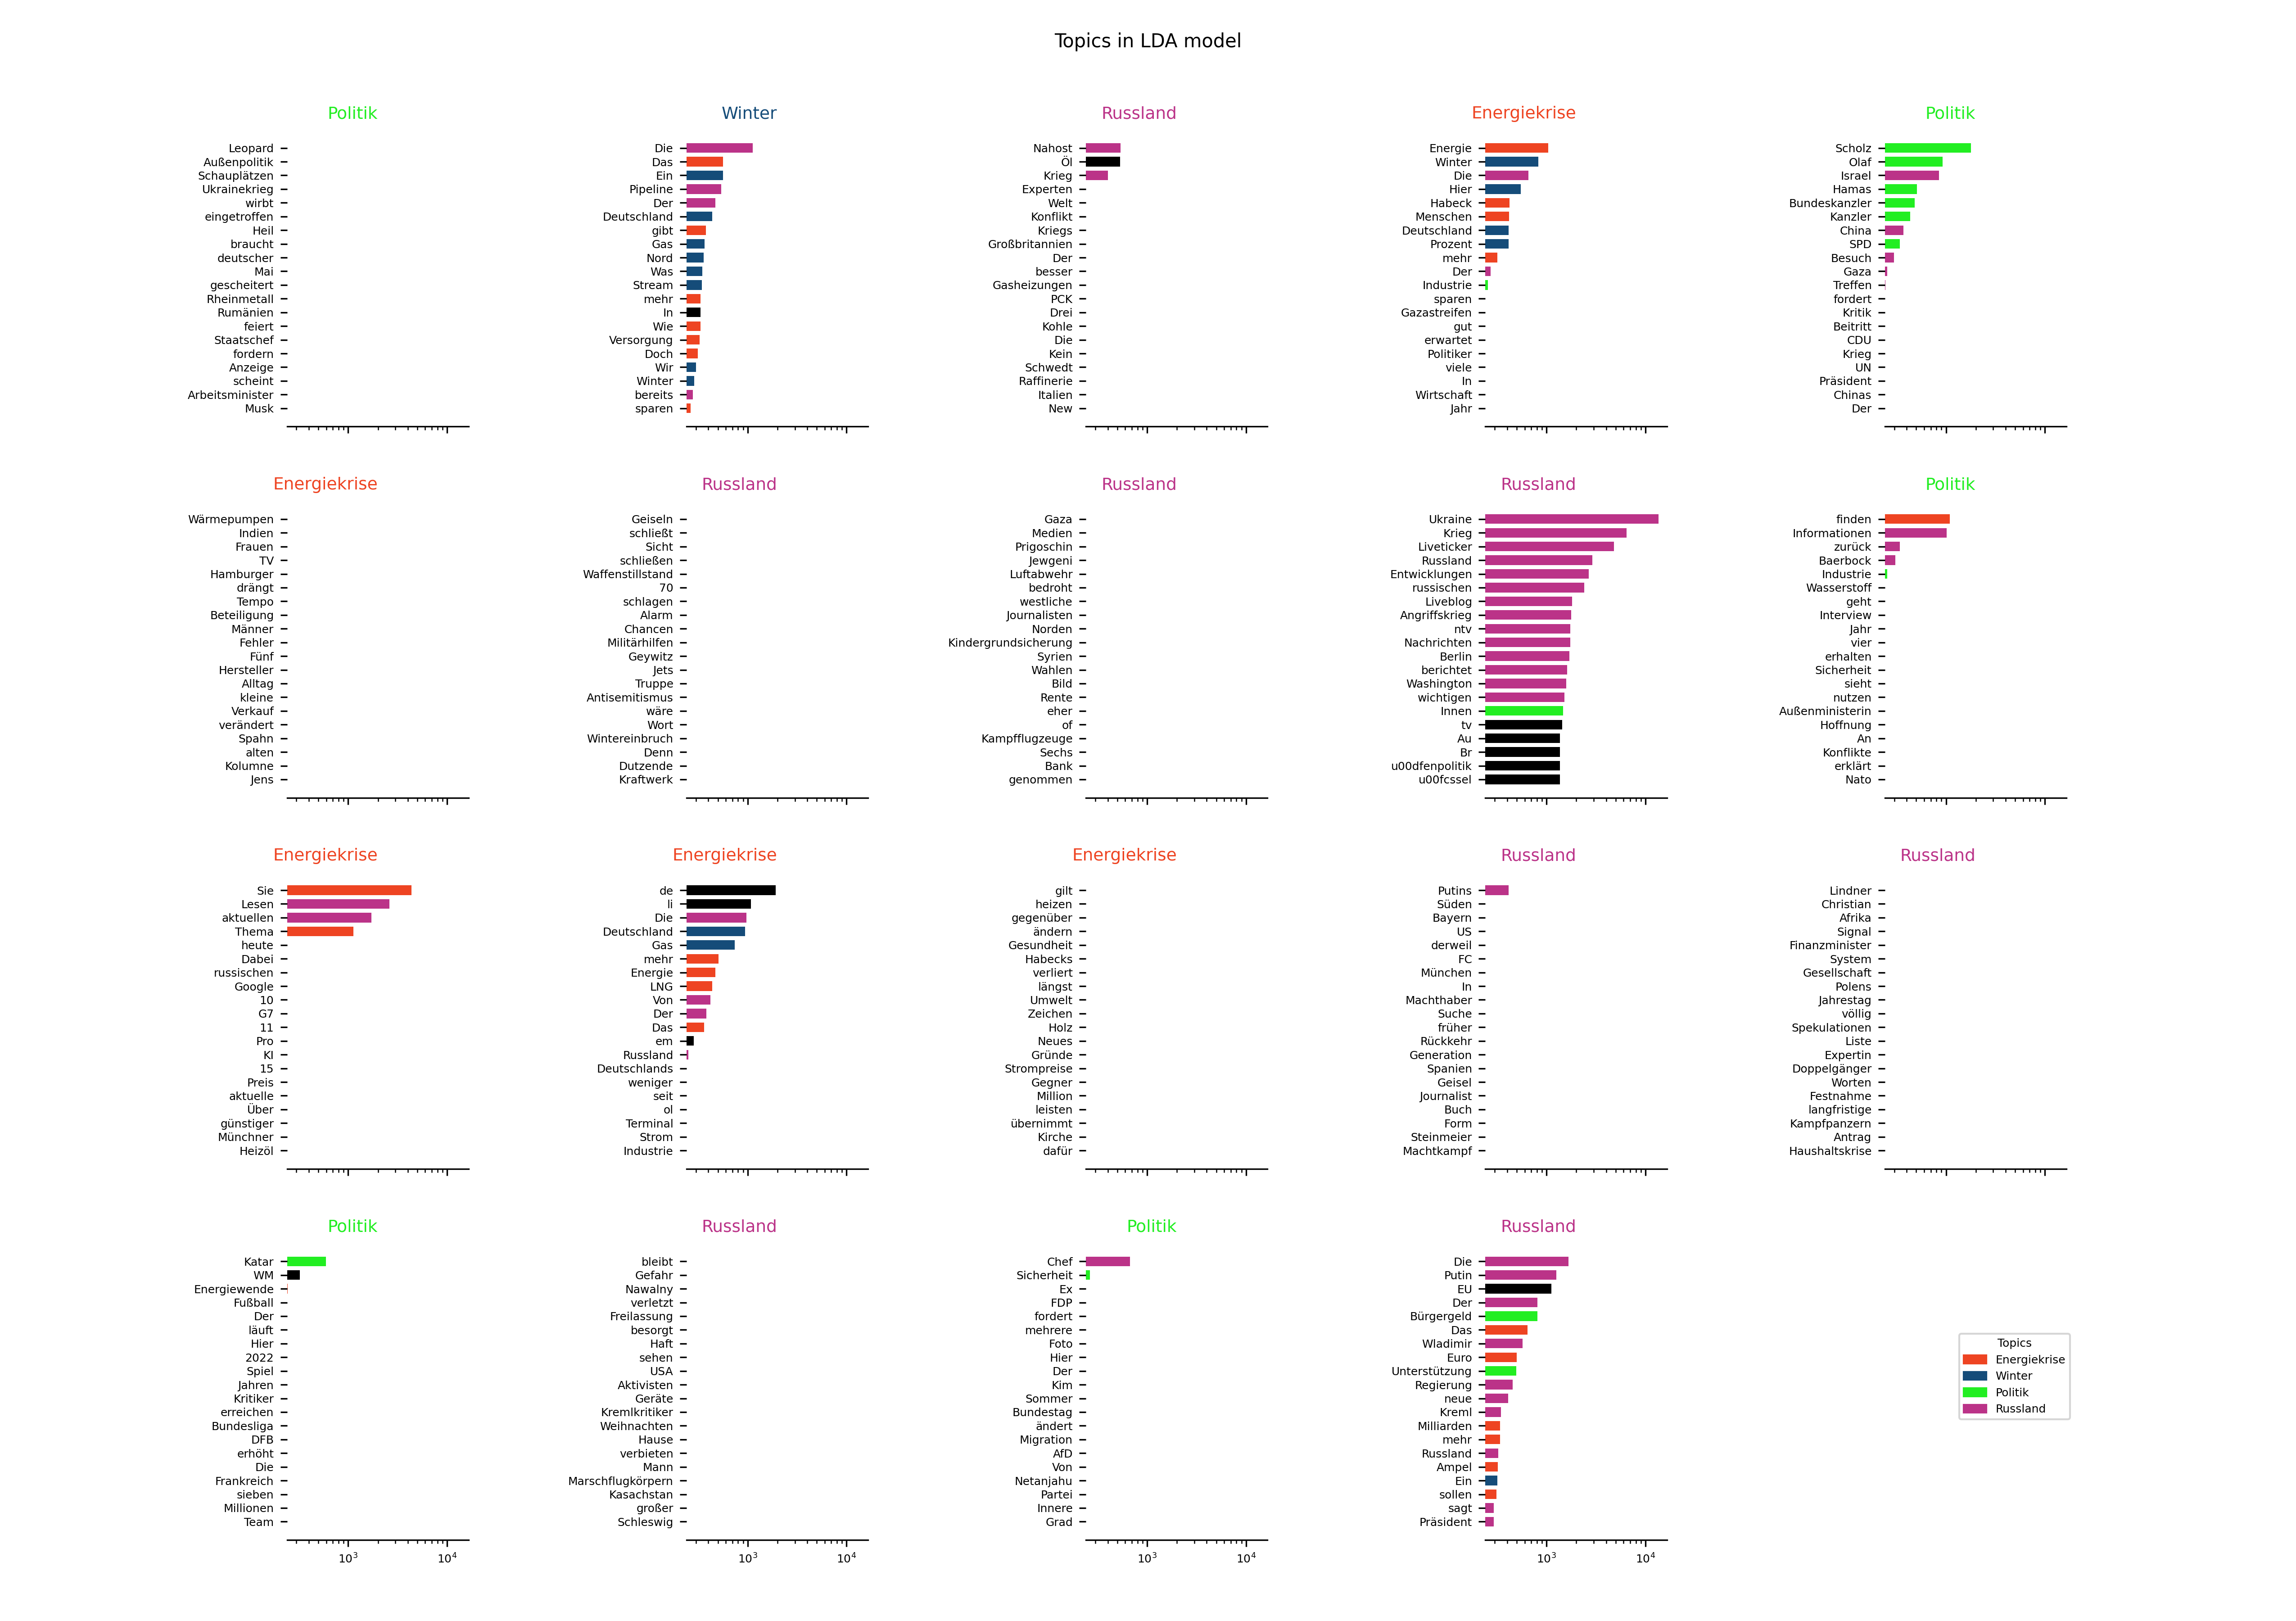 Topics in LDA model
Politik
Leopard
Außenpolitik
Schauplätzen
Ukrainekrieg
wirbt
eingetroffen
Heil
braucht
deutscher
Mai
gescheitert
Rheinmetall
Rumänien
feiert
Staatschef
fordern
Anzeige
scheint
Arbeitsminister
Musk
Winter
Die
Das
Ein
Pipeline
Der
Deutschland
gibt
Gas
Nord
Was
Stream
mehr
In
Wie
Versorgung
Doch
Wir
Winter
bereits
sparen
Russland
Nahost
Öl
Krieg
Experten
Welt
Konflikt
Kriegs
Großbritannien
Der
besser
Gasheizungen
PCK
Drei
Kohle
Die
Kein
Schwedt
Raffinerie
Italien
New
Energiekrise
Energie
Winter
Die
Hier
Habeck
Menschen
Deutschland
Prozent
mehr
Der
Industrie
sparen
Gazastreifen
gut
erwartet
Politiker
viele
In
Wirtschaft
Jahr
Politik
Scholz
Olaf
Israel
Hamas
Bundeskanzler
Kanzler
China
SPD
Besuch
Gaza
Treffen
fordert
Kritik
Beitritt
CDU
Krieg
UN
Präsident
Chinas
Der
Energiekrise
Wärmepumpen
Indien
Frauen
TV
Hamburger
drängt
Tempo
Beteiligung
Männer
Fehler
Fünf
Hersteller
Alltag
kleine
Verkauf
verändert
Spahn
alten
Kolumne
Jens
Russland
Geiseln
schließt
Sicht
schließen
Waffenstillstand
70
schlagen
Alarm
Chancen
Militärhilfen
Geywitz
Jets
Truppe
Antisemitismus
wäre
Wort
Wintereinbruch
Denn
Dutzende
Kraftwerk
Russland
Gaza
Medien
Prigoschin
Jewgeni
Luftabwehr
bedroht
westliche
Journalisten
Norden
Kindergrundsicherung
Syrien
Wahlen
Bild
Rente
eher
of
Kampfflugzeuge
Sechs
Bank
genommen
Russland
Ukraine
Krieg
Liveticker
Russland
Entwicklungen
russischen
Liveblog
Angriffskrieg
ntv
Nachrichten
Berlin
berichtet
Washington
wichtigen
Innen
tv
Au
Br
u00dfenpolitik
u00fcssel
Politik
finden
Informationen
zurück
Baerbock
Industrie
Wasserstoff
geht
Interview
Jahr
vier
erhalten
Sicherheit
sieht
nutzen
Außenministerin
Hoffnung
An
Konflikte
erklärt
Nato
Energiekrise
Sie
Lesen
aktuellen
Thema
heute
Dabei
russischen
Google
10
G7
11
Pro
KI
15
Preis
aktuelle
Über
günstiger
Münchner
Heizöl
Energiekrise
de
li
Die
Deutschland
Gas
mehr
Energie
LNG
Von
Der
Das
em
Russland
Deutschlands
weniger
seit
ol
Terminal
Strom
Industrie
Energiekrise
gilt
heizen
gegenüber
ändern
Gesundheit
Habecks
verliert
längst
Umwelt
Zeichen
Holz
Neues
Gründe
Strompreise
Gegner
Million
leisten
übernimmt
Kirche
dafür
Russland
Putins
Süden
Bayern
US
derweil
FC
München
In
Machthaber
Suche
früher
Rückkehr
Generation
Spanien
Geisel
Journalist
Buch
Form
Steinmeier
Machtkampf
Russland
Lindner
Christian
Afrika
Signal
Finanzminister
System
Gesellschaft
Polens
Jahrestag
völlig
Spekulationen
Liste
Expertin
Doppelgänger
Worten
Festnahme
langfristige
Kampfpanzern
Antrag
Haushaltskrise
Politik
Katar
WM
Energiewende
Fußball
Der
läuft
Hier
2022
Spiel
Jahren
Kritiker
erreichen
Bundesliga
DFB
erhöht
Die
Frankreich
sieben
Millionen
Team
10³ 10⁴
Russland
bleibt
Gefahr
Nawalny
verletzt
Freilassung
besorgt
Haft
sehen
USA
Aktivisten
Geräte
Kremlkritiker
Weihnachten
Hause
verbieten
Mann
Marschflugkörpern
Kasachstan
großer
Schleswig
10³ 10⁴
Politik
Chef
Sicherheit
Ex
FDP
fordert
mehrere
Foto
Hier
Der
Kim
Sommer
Bundestag
ändert
Migration
AfD
Von
Netanjahu
Partei
Innere
Grad
10³ 10⁴
Russland
Die
Putin
EU
Der
Bürgergeld
Das
Wladimir
Euro
Unterstützung
Regierung
neue
Kreml
Milliarden
mehr
Russland
Ampel
Ein
sollen
sagt
Präsident
10³ 10⁴
Topics
Energiekrise
Winter
Politik
Russland